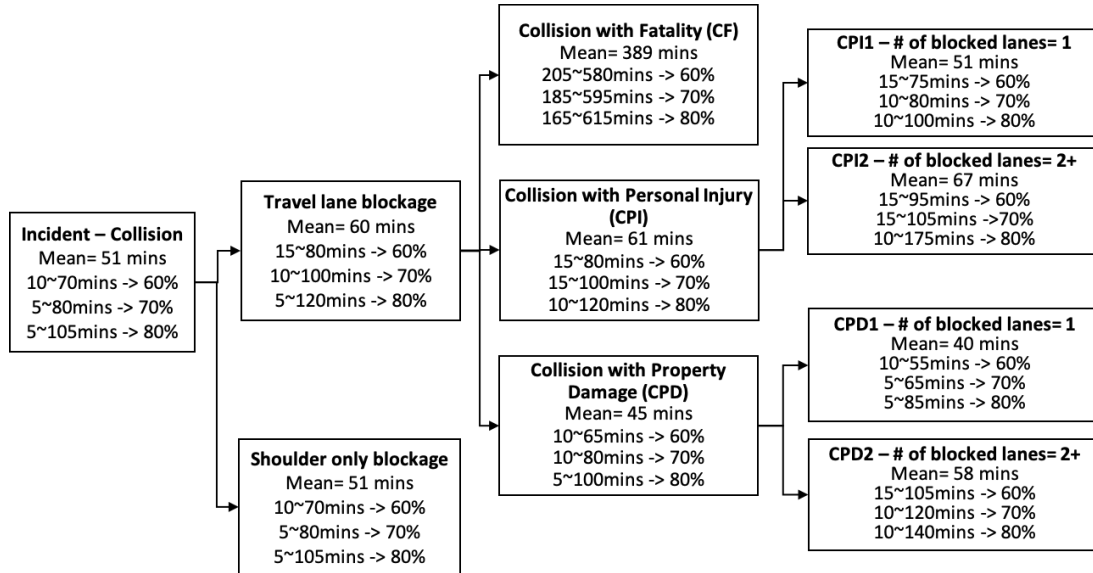 Incident – Collision
Mean= 51 mins
10~70mins -> 60%
5~80mins -> 70%
5~105mins -> 80%
Travel lane blockage
Mean= 60 mins
15~80mins -> 60%
10~100mins -> 70%
5~120mins -> 80%
Shoulder only blockage
Mean= 51 mins
10~70mins -> 60%
5~80mins -> 70%
5~105mins -> 80%
Collision with Fatality (CF)
Mean= 389 mins
205~580mins -> 60%
185~595mins -> 70%
165~615mins -> 80%
Collision with Personal Injury
(CPI)
Mean= 61 mins
15~80mins -> 60%
15~100mins -> 70%
10~120mins -> 80%
Collision with Property
Damage (CPD)
Mean= 45 mins
10~65mins -> 60%
10~80mins -> 70%
5~100mins -> 80%
CPI1 – # of blocked lanes= 1
Mean= 51 mins
15~75mins -> 60%
10~80mins -> 70%
10~100mins -> 80%
CPI2 – # of blocked lanes= 2+
Mean= 67 mins
15~95mins -> 60%
15~105mins ->70%
10~175mins -> 80%
CPD1 – # of blocked lanes= 1
Mean= 40 mins
10~55mins -> 60%
5~65mins -> 70%
5~85mins -> 80%
CPD2 – # of blocked lanes= 2+
Mean= 58 mins
15~105mins -> 60%
10~120mins -> 70%
10~140mins -> 80%